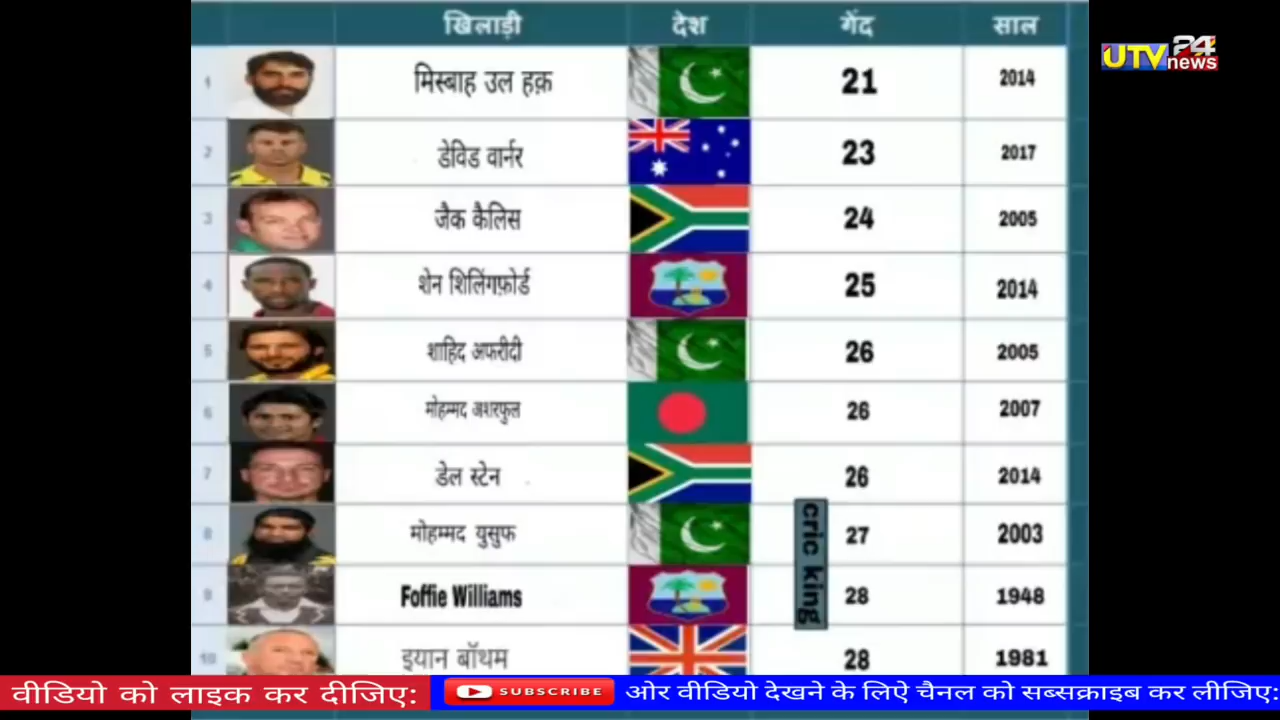 खिलाड़ी देश गेंद साल
UTV 24 news
1 मिस्बाह उल हक़ 21 2014
2 डेविड वार्नर 23 2017
3 जैक कैलिस 24 2005
4 शेन शिलिंगफ़ोर्ड 25 2014
5 शाहिद अफरीदी 26 2005
6 मोहम्मद अशरफुल 26 2007
7 डेल स्टेन 26 2014
8 मोहम्मद युसुफ 27 2003
cric king
9 Foffie Williams 28 1948
10 इयान बॉथम 28 1981
वीडियो को लाइक कर दीजिए: SUBSCRIBE ओर वीडियो देखने के लिऐ चैनल को सब्सक्राइब कर लीजिए: